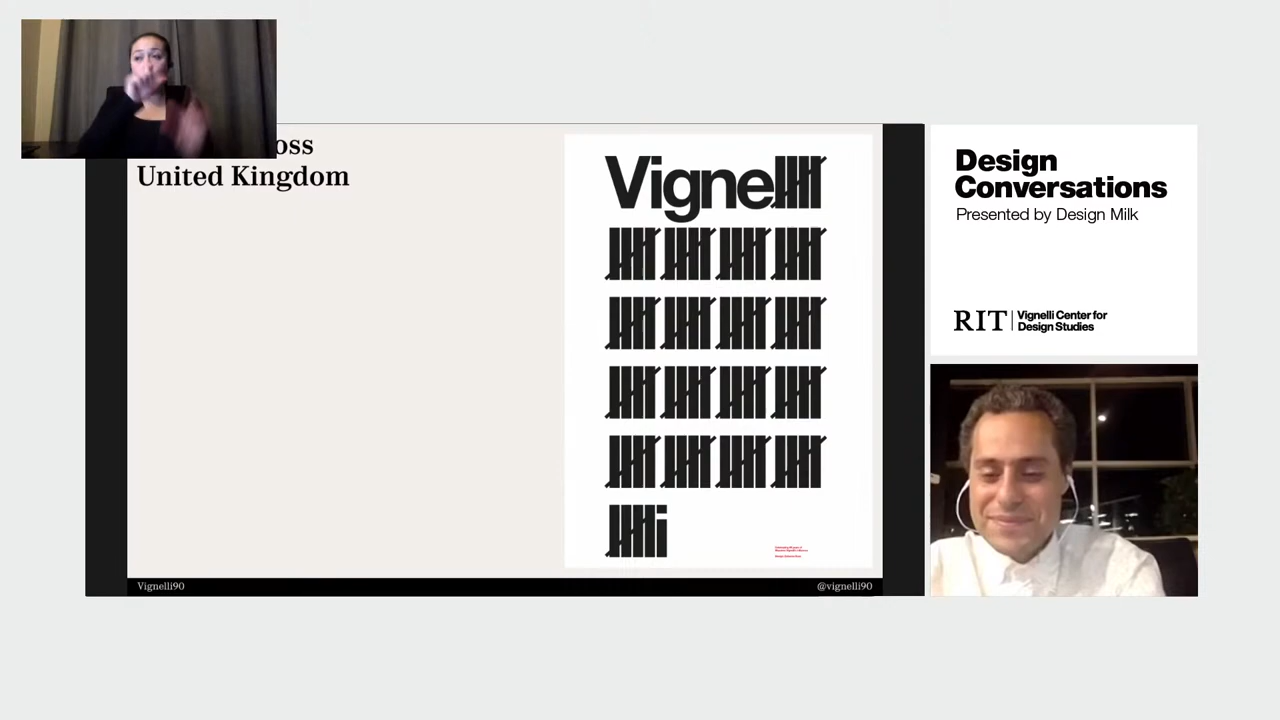 oss
United Kingdom
Vignelli
Design
Conversations
Presented by Design Milk
RIT
Vignelli Center for
Design Studies
Vignelli90
@vignelli90